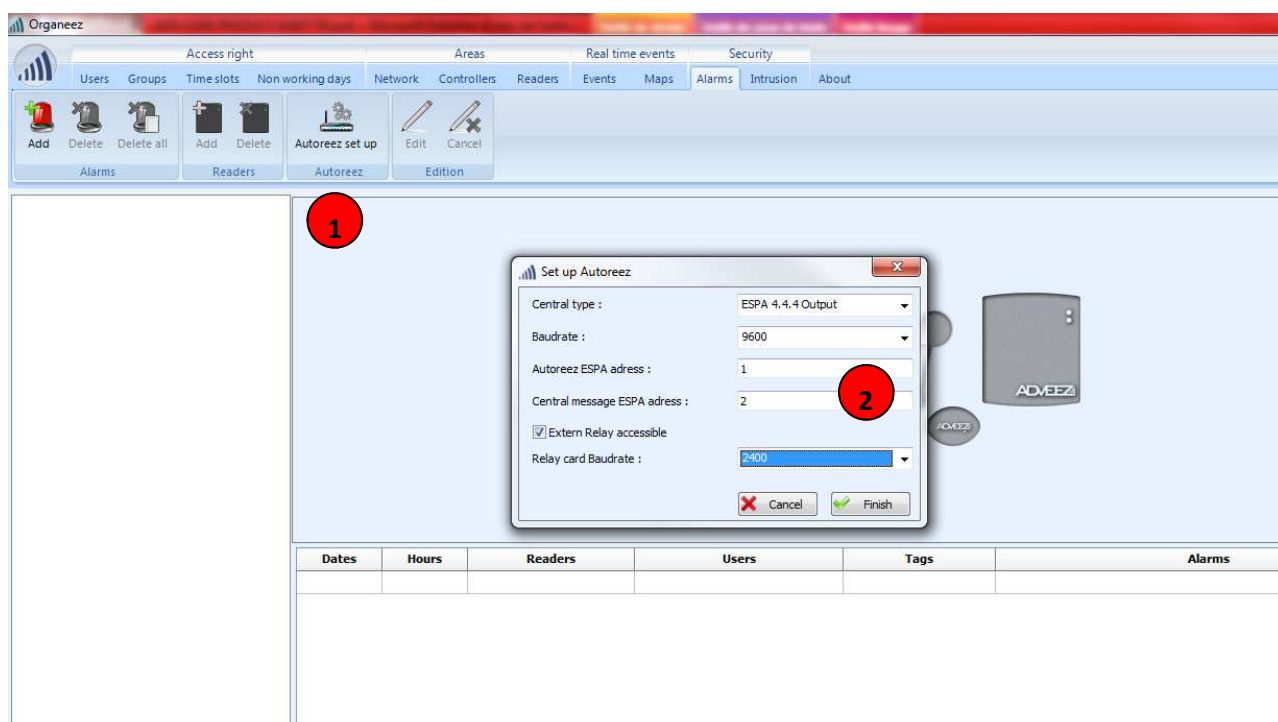 Organeez
Access right Areas Real time events Security
Users Groups Time slots Non working days Network Controllers Readers Events Maps Alarms Intrusion About
Add Delete Delete all Add Delete Autoreez set up Edit Cancel
Alarms Readers Autoreez Edition
1
Set up Autoreez
Central type : ESPA 4.4.4 Output
Baudrate : 9600
Autoreez ESPA adress : 1
Central message ESPA adress : 2
2
Extern Relay accessible
Relay card Baudrate : 2400
Cancel Finish
ADVEEZ
ADVEEZ
Dates Hours Readers Users Tags Alarms